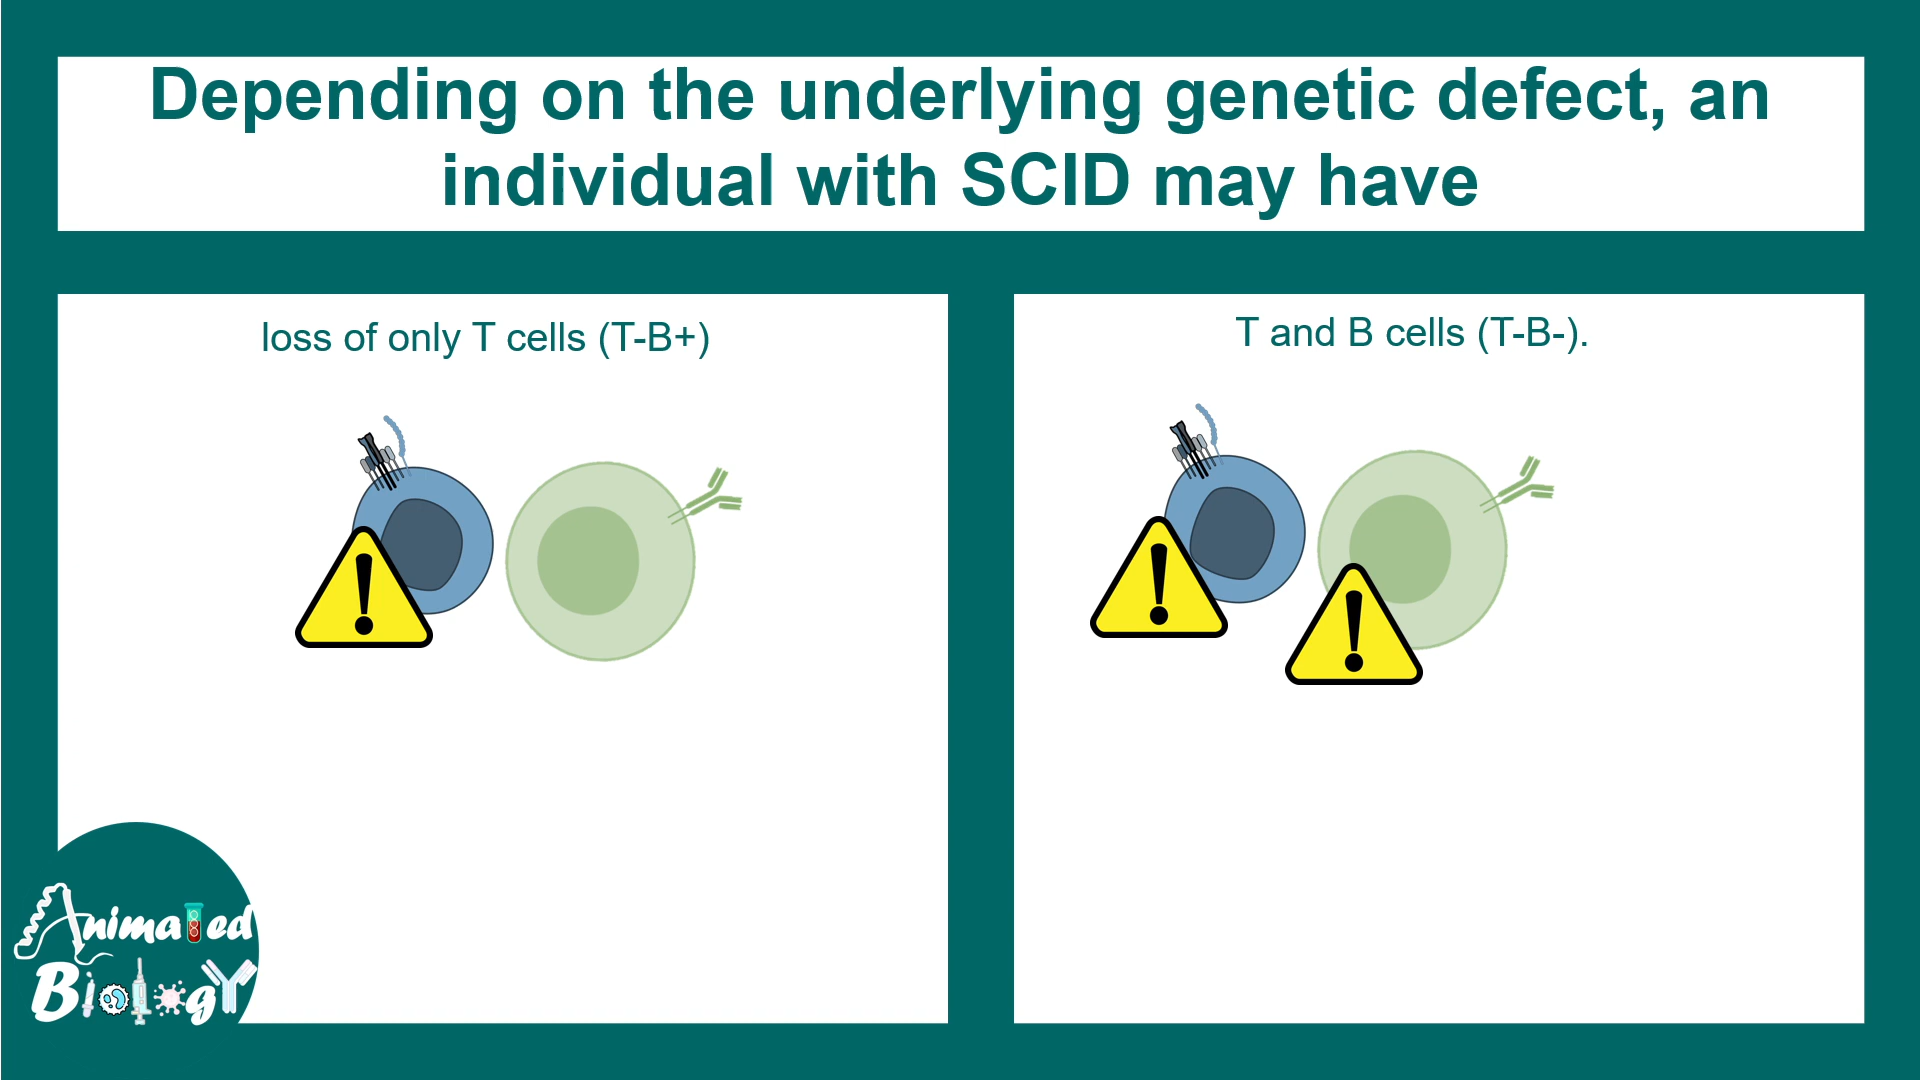 Depending on the underlying genetic defect, an
individual with SCID may have
loss of only T cells (T-B+)
T and B cells (T-B-).
Animated
Biology